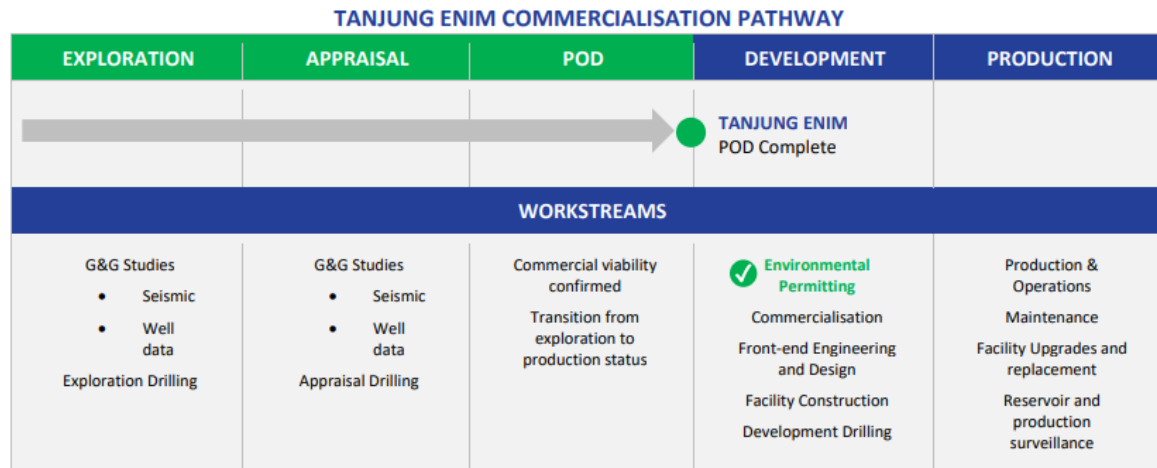 TANJUNG ENIM COMMERCIALISATION PATHWAY
EXPLORATION
APPRAISAL
POD
DEVELOPMENT
PRODUCTION
TANJUNG ENIM
POD Complete
WORKSTREAMS
G&G Studies
• Seismic
• Well
data
Exploration Drilling
G&G Studies
• Seismic
• Well
data
Appraisal Drilling
Commercial viability
confirmed
Transition from
exploration to
production status
Environmental
Permitting
Commercialisation
Front-end Engineering
and Design
Facility Construction
Development Drilling
Production &
Operations
Maintenance
Facility Upgrades and
replacement
Reservoir and
production
surveillance